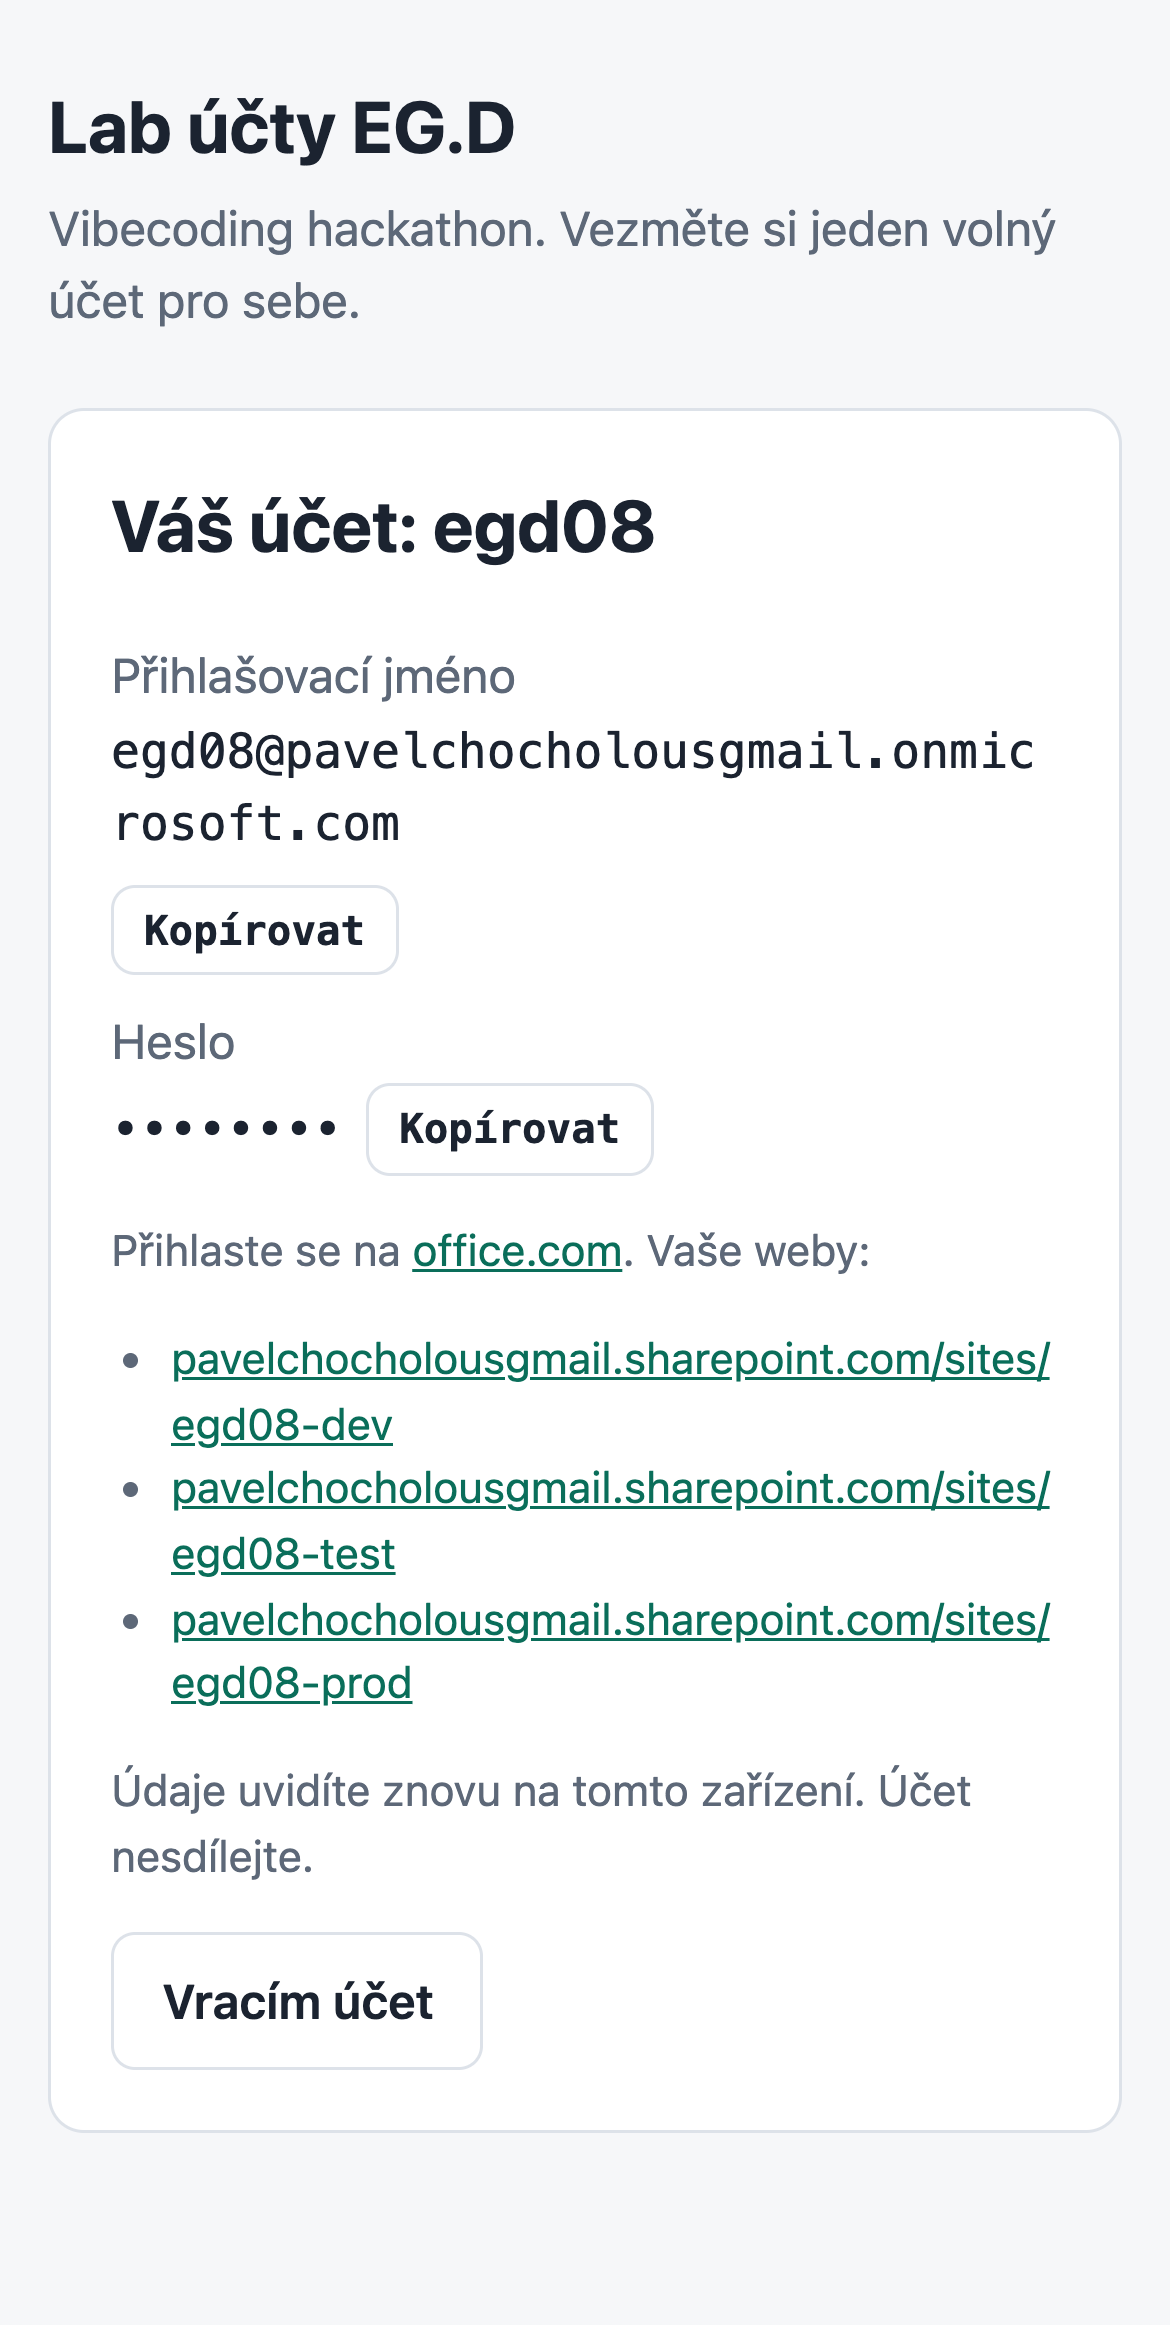 Lab účty EG.D
Vibecoding hackathon. Vezměte si jeden volný
účet pro sebe.
Váš účet: egd08
Přihlašovací jméno
egd08@pavelchocholousgmail.onmic
rosoft.com
Kopírovat
Heslo
•••••••• Kopírovat
Přihlaste se na office.com. Vaše weby:
• pavelchocholousgmail.sharepoint.com/sites/
egd08-dev
• pavelchocholousgmail.sharepoint.com/sites/
egd08-test
• pavelchocholousgmail.sharepoint.com/sites/
egd08-prod
Údaje uvidíte znovu na tomto zařízení. Účet
nesdílejte.
Vracím účet